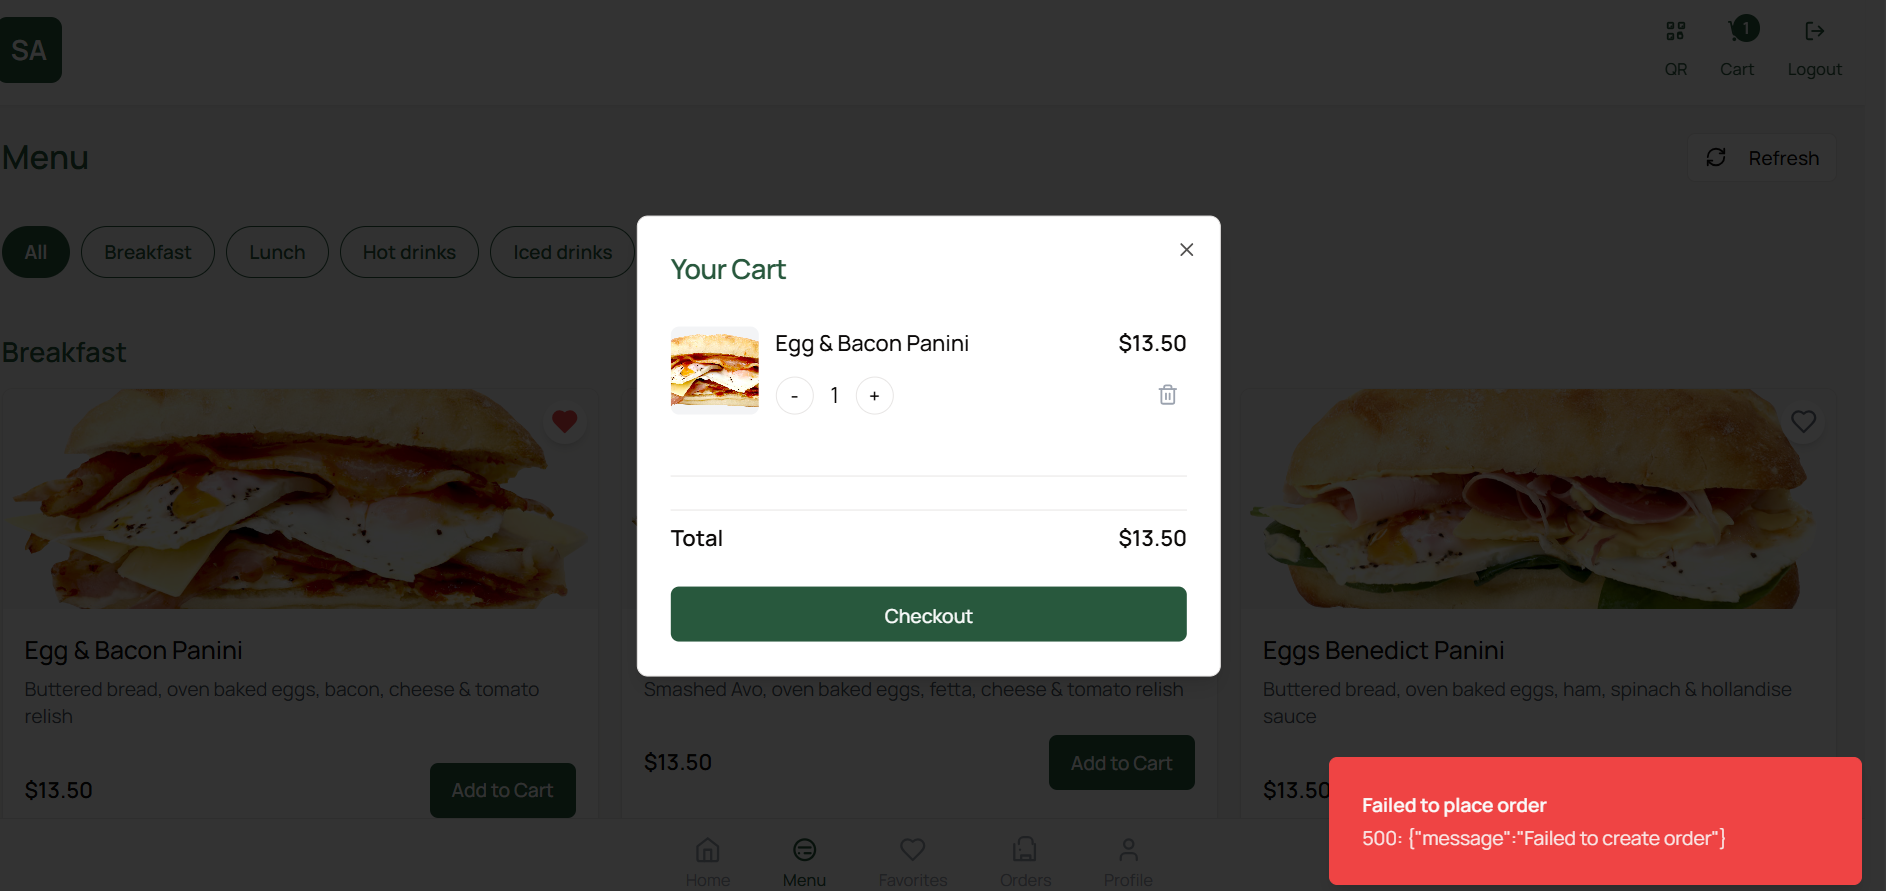 SA
QR
1
Cart
Logout
Menu
Refresh
All
Breakfast
Lunch
Hot drinks
Iced drinks
Your Cart
Egg & Bacon Panini
$13.50
-
1
+
Total
$13.50
Checkout
Breakfast
Egg & Bacon Panini
Buttered bread, oven baked eggs, bacon, cheese & tomato
relish
$13.50
Add to Cart
Smashed Avo, oven baked eggs, fetta, cheese & tomato relish
$13.50
Add to Cart
Eggs Benedict Panini
Buttered bread, oven baked eggs, ham, spinach & hollandise
sauce
$13.50
Failed to place order
500: {"message":"Failed to create order"}
Home
Menu
Favorites
Orders
Profile